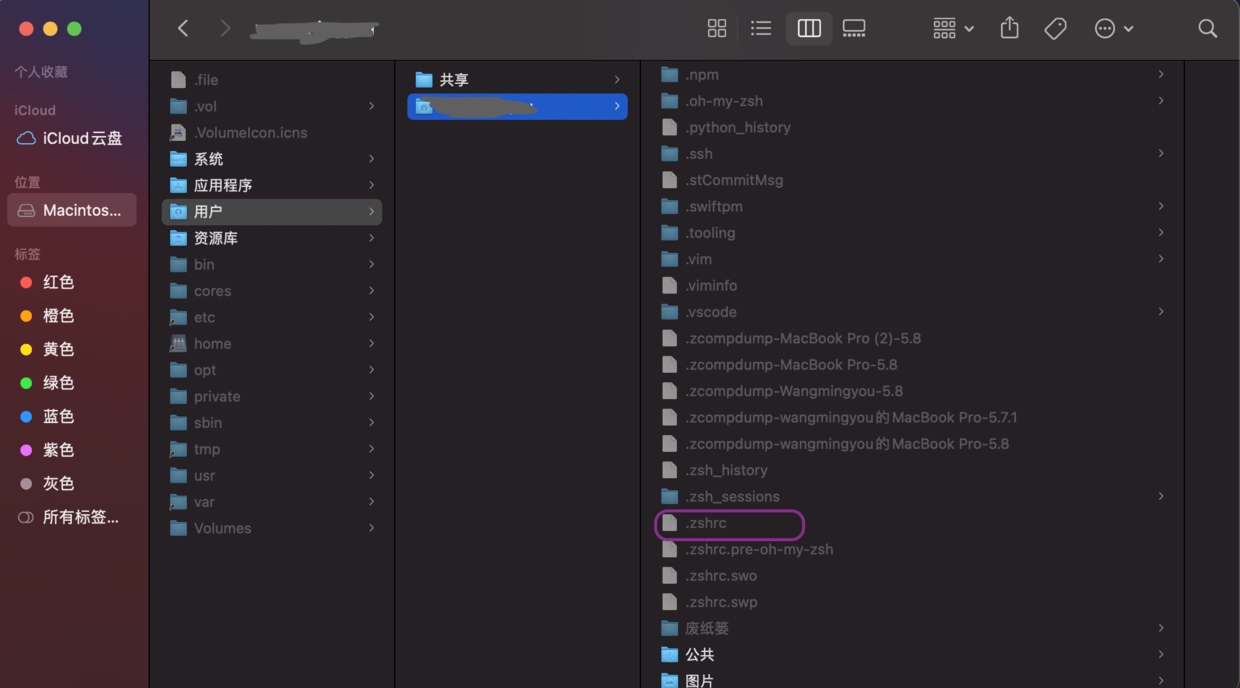 个人收藏
iCloud
iCloud云盘
位置
Macintos...
标签
红色
橙色
黄色
绿色
蓝色
紫色
灰色
所有标签...
.file
.vol
.VolumeIcon.icns
系统
应用程序
用户
资源库
bin
cores
etc
home
opt
private
sbin
tmp
usr
var
Volumes
共享
.npm
.oh-my-zsh
.python_history
.ssh
.stCommitMsg
.swiftpm
.tooling
.vim
.viminfo
.vscode
.zcompdump-MacBook Pro (2)-5.8
.zcompdump-MacBook Pro-5.8
.zcompdump-Wangmingyou-5.8
.zcompdump-wangmingyou的MacBook Pro-5.7.1
.zcompdump-wangmingyou的MacBook Pro-5.8
.zsh_history
.zsh_sessions
.zshrc
.zshrc.pre-oh-my-zsh
.zshrc.swo
.zshrc.swp
废纸篓
公共
图片